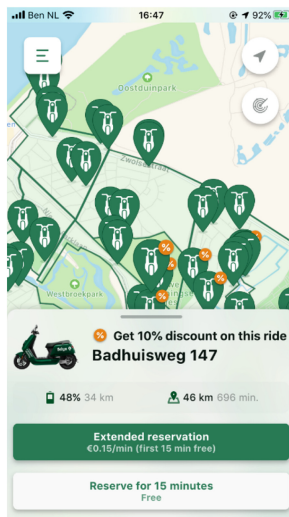 Ben NL 16:47 92%
Oostduinpark
Zwolsestraat
Westbroekpark
% Get 10% discount on this ride
Badhuisweg 147
48% 34 km 46 km 696 min.
Extended reservation
€0.15/min (first 15 min free)
Reserve for 15 minutes
Free